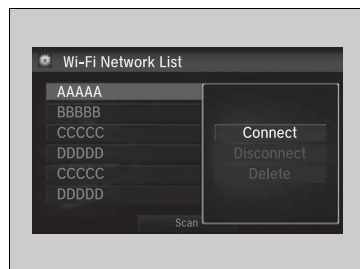 Wi-Fi Network List
AAAAA
BBBBB
CCCCC
DDDDD
CCCCC
DDDDD
Connect
Disconnect
Delete
Scan